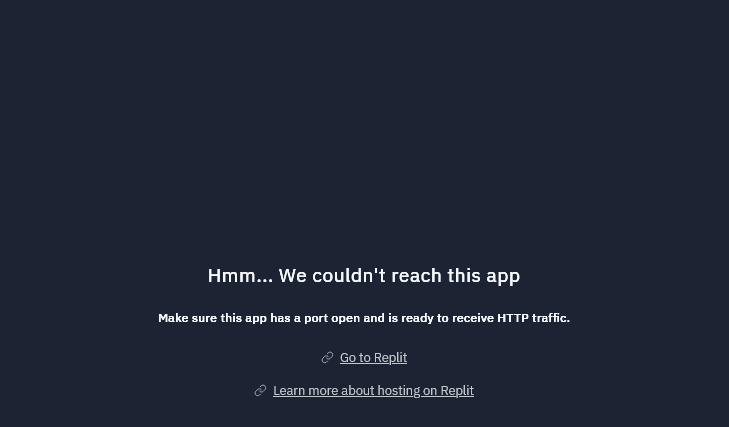 Hmm... We couldn't reach this app
Make sure this app has a port open and is ready to receive HTTP traffic.
Go to Replit
Learn more about hosting on Replit